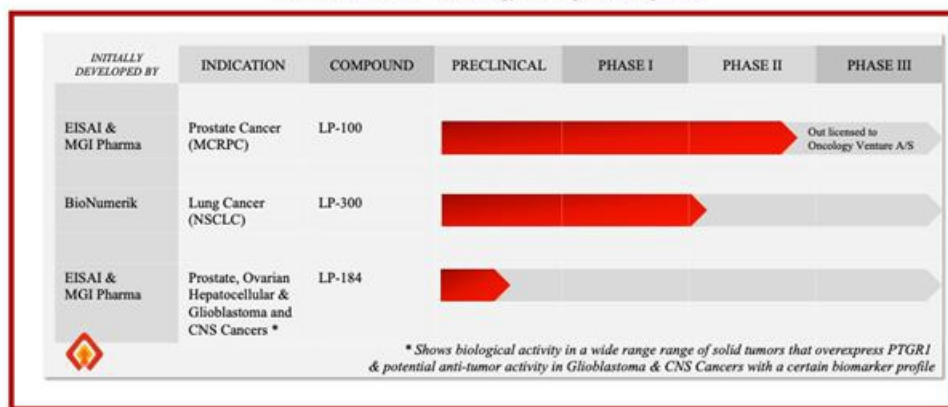 INITIALLY
DEVELOPED BY
INDICATION
COMPOUND
PRECLINICAL
PHASE I
PHASE II
PHASE III
EISAI &
MGI Pharma
Prostate Cancer
(MCRPC)
LP-100
Out licensed to
Oncology Venture A/S
BioNumerik
Lung Cancer
(NSCLC)
LP-300
EISAI &
MGI Pharma
Prostate, Ovarian
Hepatocellular &
Glioblastoma and
CNS Cancers *
LP-184
* Shows biological activity in a wide range range of solid tumors that overexpress PTGR1
& potential anti-tumor activity in Glioblastoma & CNS Cancers with a certain biomarker profile